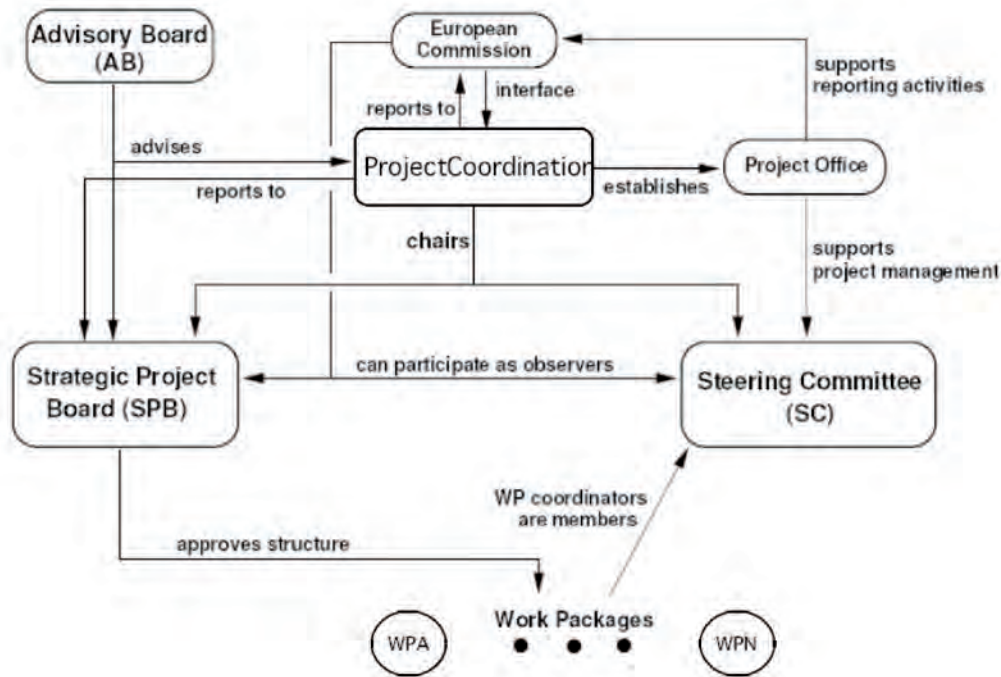 Advisory Board
(AB)
European
Commission
supports
reporting activities
reports to
interface
advises
ProjectCoordination
Project Office
reports to
establishes
chairs
supports
project management
Strategic Project
Board (SPB)
can participate as observers
Steering Committee
(SC)
WP coordinators
are members
approves structure
Work Packages
WPA
WPN